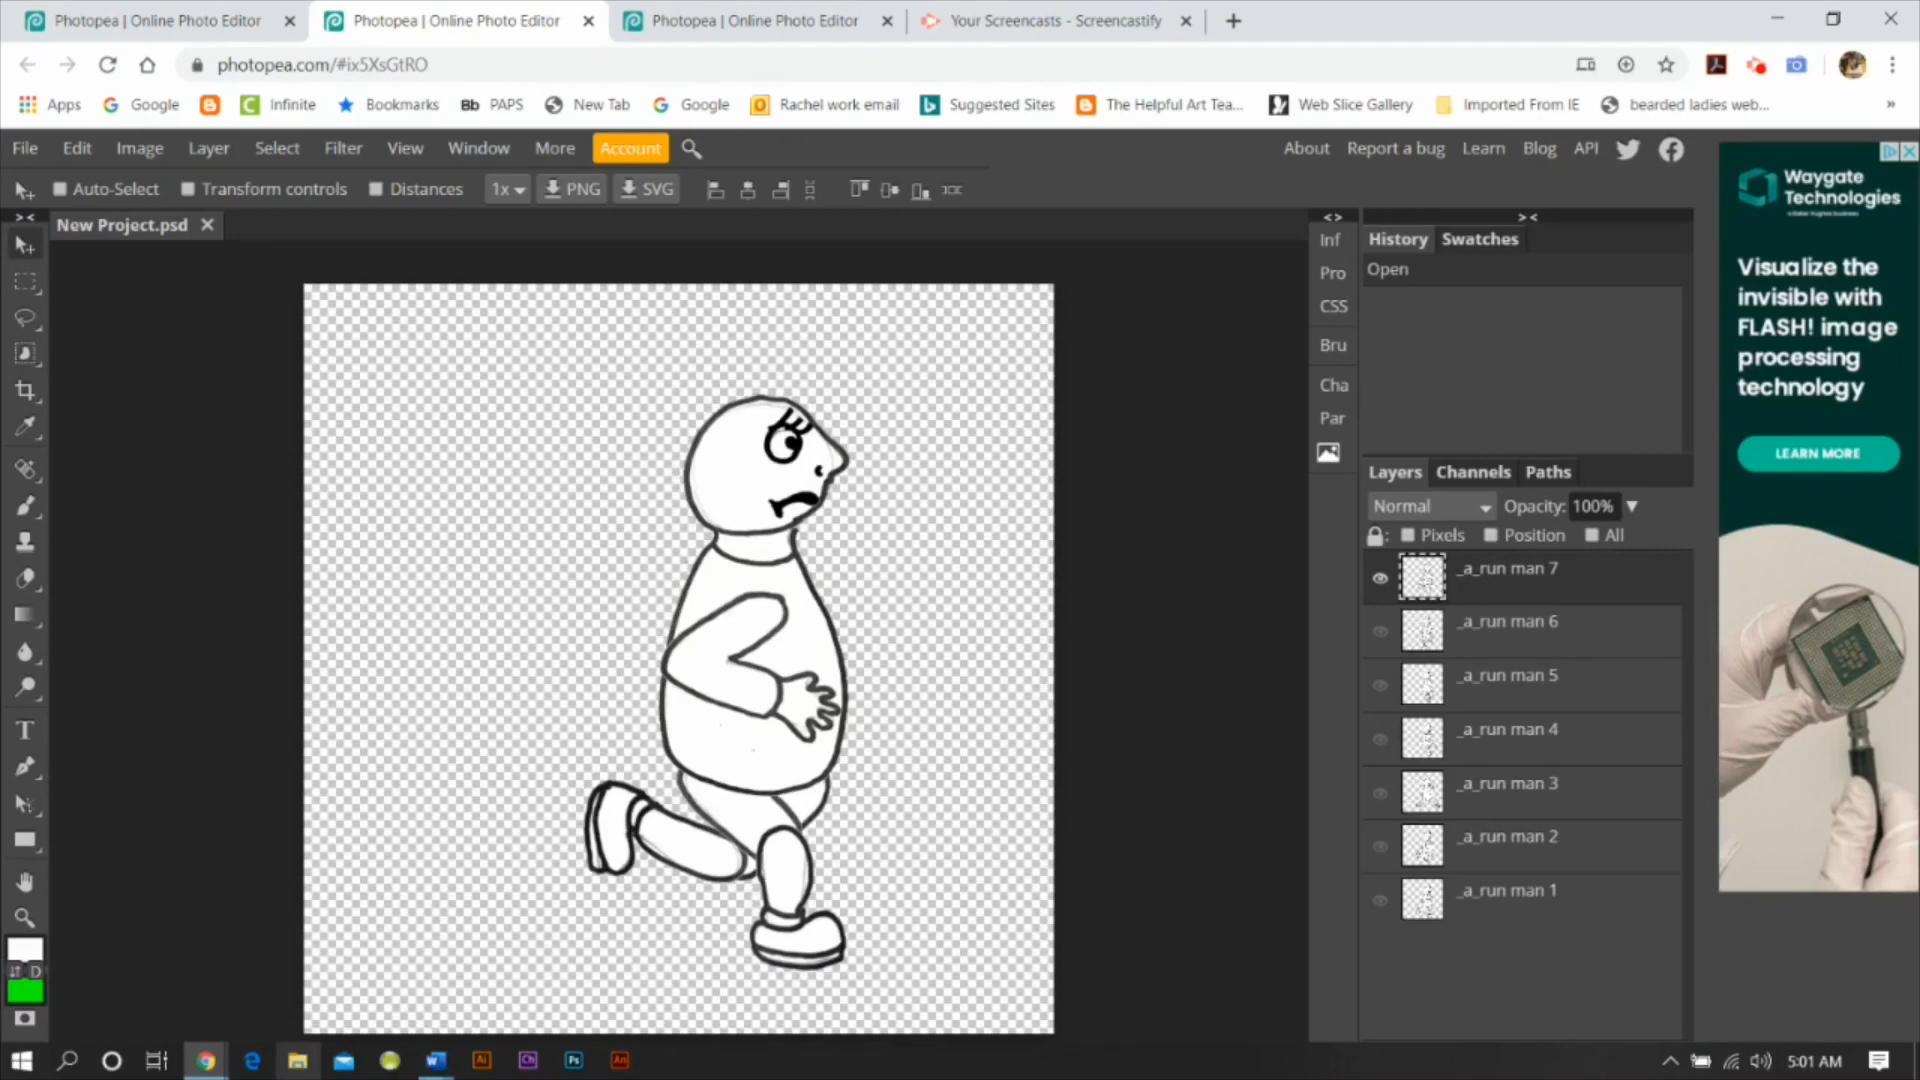 Photopea | Online Photo Editor
Photopea | Online Photo Editor
Photopea | Online Photo Editor
Your Screencasts - Screencastify
photopea.com/#ix5XsGtRO
Apps
Google
Infinite
Bookmarks
Bb PAPS
New Tab
Google
Rachel work email
Suggested Sites
The Helpful Art Tea...
Web Slice Gallery
Imported From IE
bearded ladies web...
»
File Edit Image Layer Select Filter View Window More Account
About Report a bug Learn Blog API
Auto-Select Transform controls Distances 1x PNG SVG
New Project.psd
Inf
Pro
CSS
Bru
Cha
Par
History Swatches
Open
Layers Channels Paths
Normal Opacity: 100%
Pixels Position All
_a_run man 7
_a_run man 6
_a_run man 5
_a_run man 4
_a_run man 3
_a_run man 2
_a_run man 1
T
D
Waygate
Technologies
Visualize the
invisible with
FLASH! image
processing
technology
LEARN MORE
Ai
Ch
Ps
An
5:01 AM